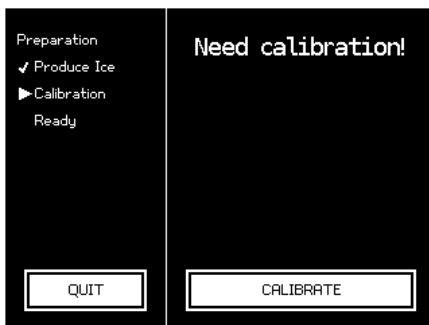 Preparation
✓ Produce Ice
▶Calibration
Ready
QUIT
Need calibration!
CALIBRATE